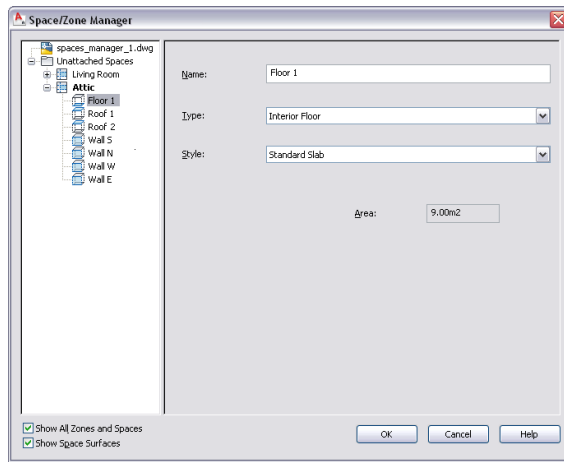 Space/Zone Manager
spaces_manager_1.dwg
Unattached Spaces
Living Room
Attic
Floor 1
Roof 1
Roof 2
Wall S
Wall N
Wall W
Wall E
Name: Floor 1
Type: Interior Floor
Style: Standard Slab
Area: 9.00m2
Show All Zones and Spaces
Show Space Surfaces
OK Cancel Help